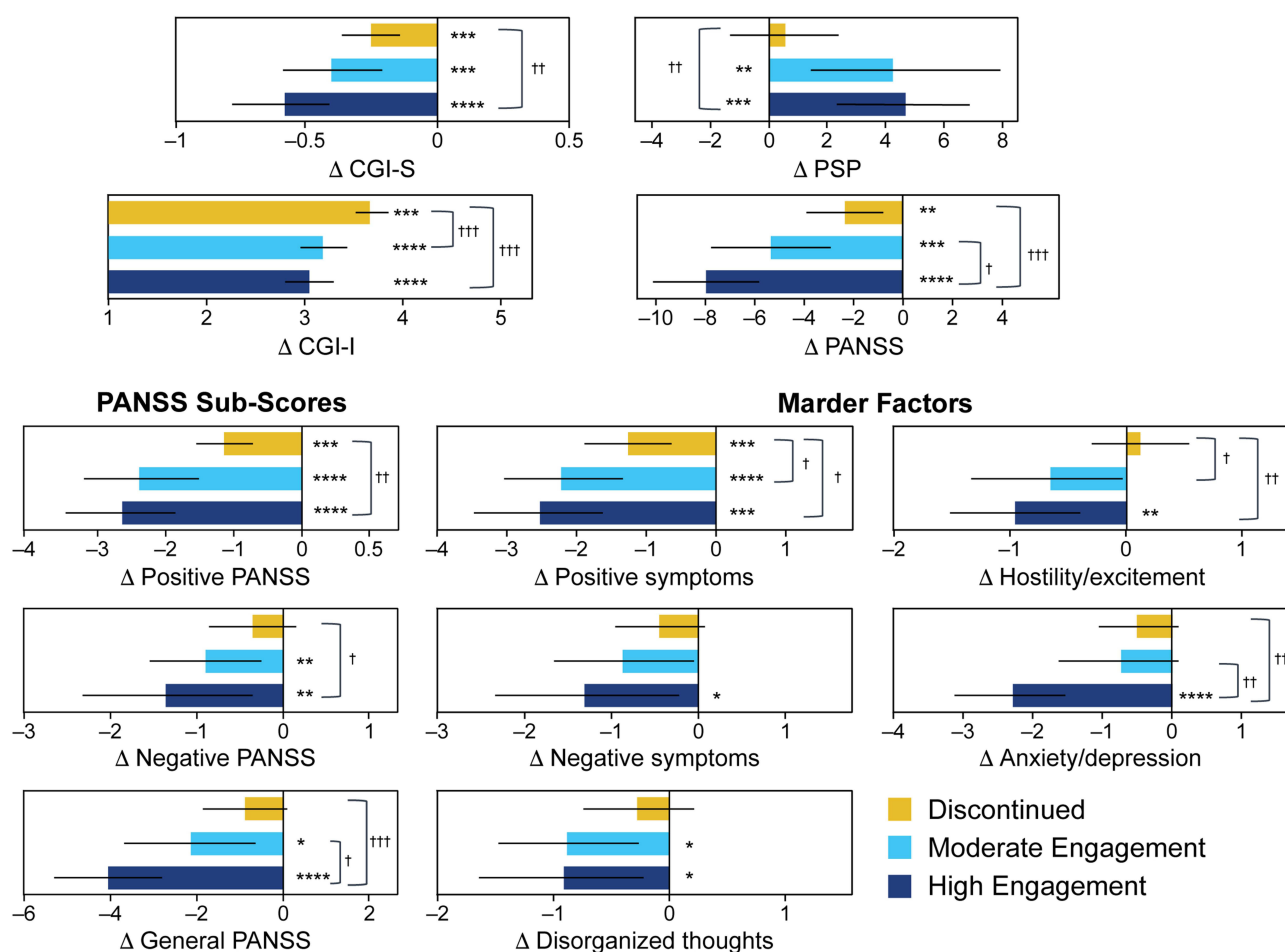 *** ††
***
****
–1 –0.5 0 0.5
Δ CGI-S
†† **
***
–4 –2 0 2 4 6 8
Δ PSP
*** ††† †††
****
****
1 2 3 4 5
Δ CGI-I
** †††
*** †
****
–10 –8 –6 –4 –2 0 2 4
Δ PANSS
PANSS Sub-Scores
Marder Factors
*** ††
****
****
–4 –3 –2 –1 0 0.5
Δ Positive PANSS
*** † †
****
***
–4 –3 –2 –1 0 1
Δ Positive symptoms
† ††
**
–2 –1 0 1
Δ Hostility/excitement
†
**
**
–3 –2 –1 0 1
Δ Negative PANSS
*
–3 –2 –1 0 1
Δ Negative symptoms
††
††
****
–4 –3 –2 –1 0 1
Δ Anxiety/depression
†††
* †
****
–6 –4 –2 0 2
Δ General PANSS
*
*
–2 –1 0 1
Δ Disorganized thoughts
Discontinued
Moderate Engagement
High Engagement